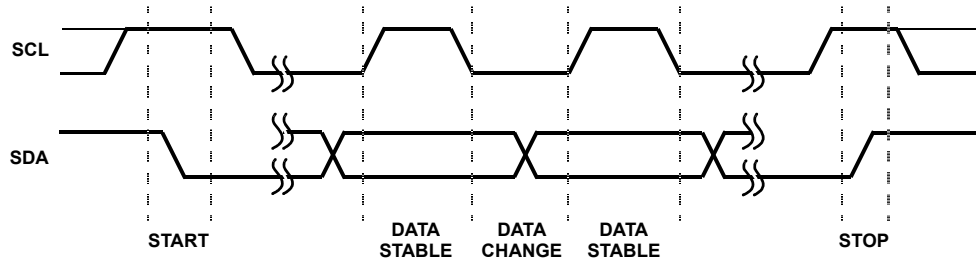 SCL
SDA
START
DATA
STABLE
DATA
CHANGE
DATA
STABLE
STOP